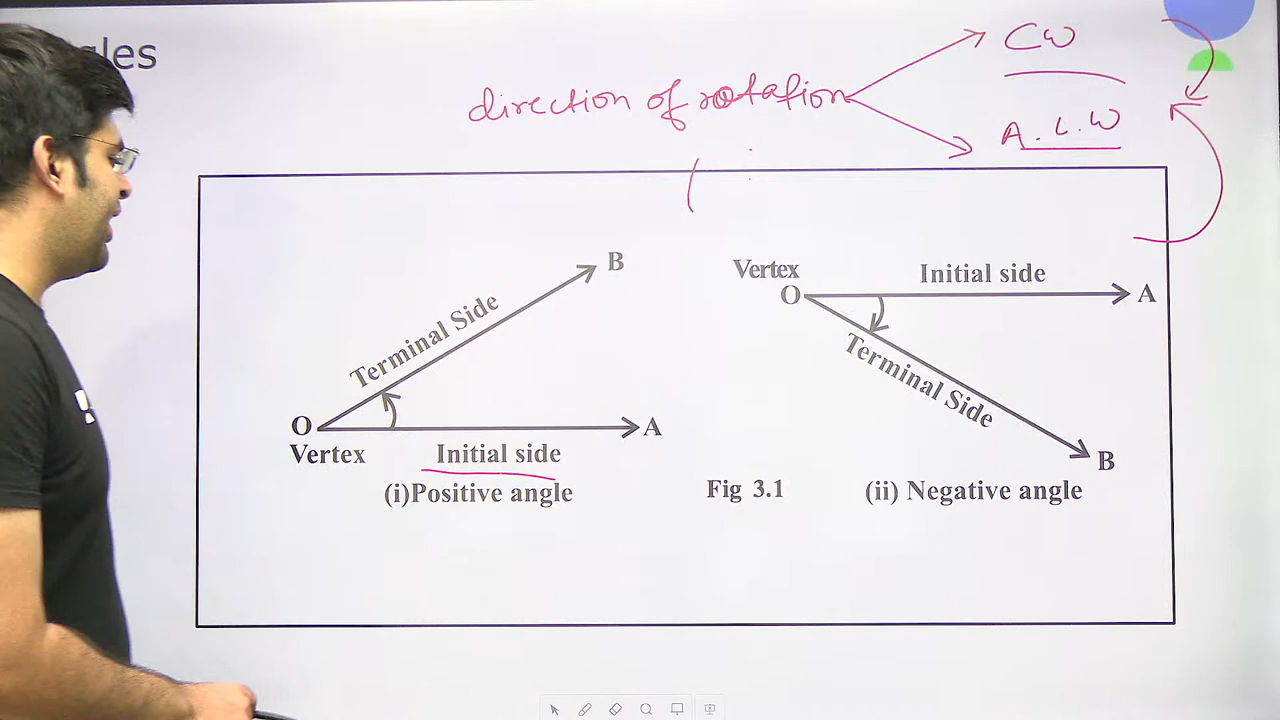 gles
direction of rotation
CW
A.C.W
B
Terminal Side
O
A
Vertex
Initial side
(i)Positive angle
Fig 3.1
Vertex
Initial side
O
A
Terminal Side
B
(ii) Negative angle